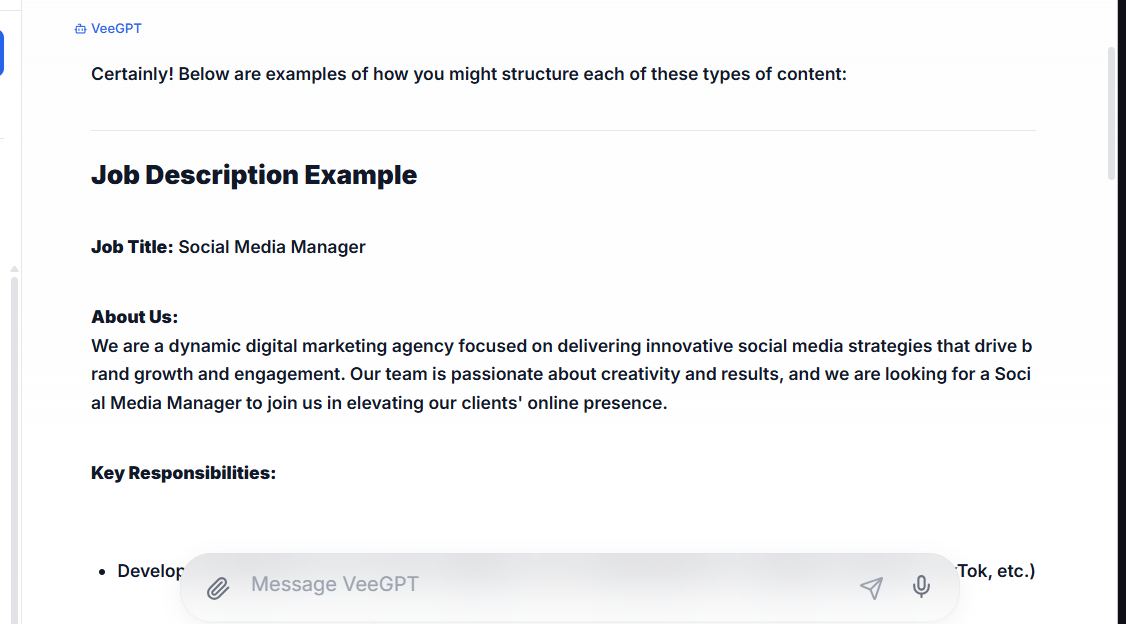 VeeGPT
Certainly! Below are examples of how you might structure each of these types of content:
Job Description Example
Job Title: Social Media Manager
About Us:
We are a dynamic digital marketing agency focused on delivering innovative social media strategies that drive b
rand growth and engagement. Our team is passionate about creativity and results, and we are looking for a Soci
al Media Manager to join us in elevating our clients' online presence.
Key Responsibilities:
• Develop Tok, etc.)
Message VeeGPT